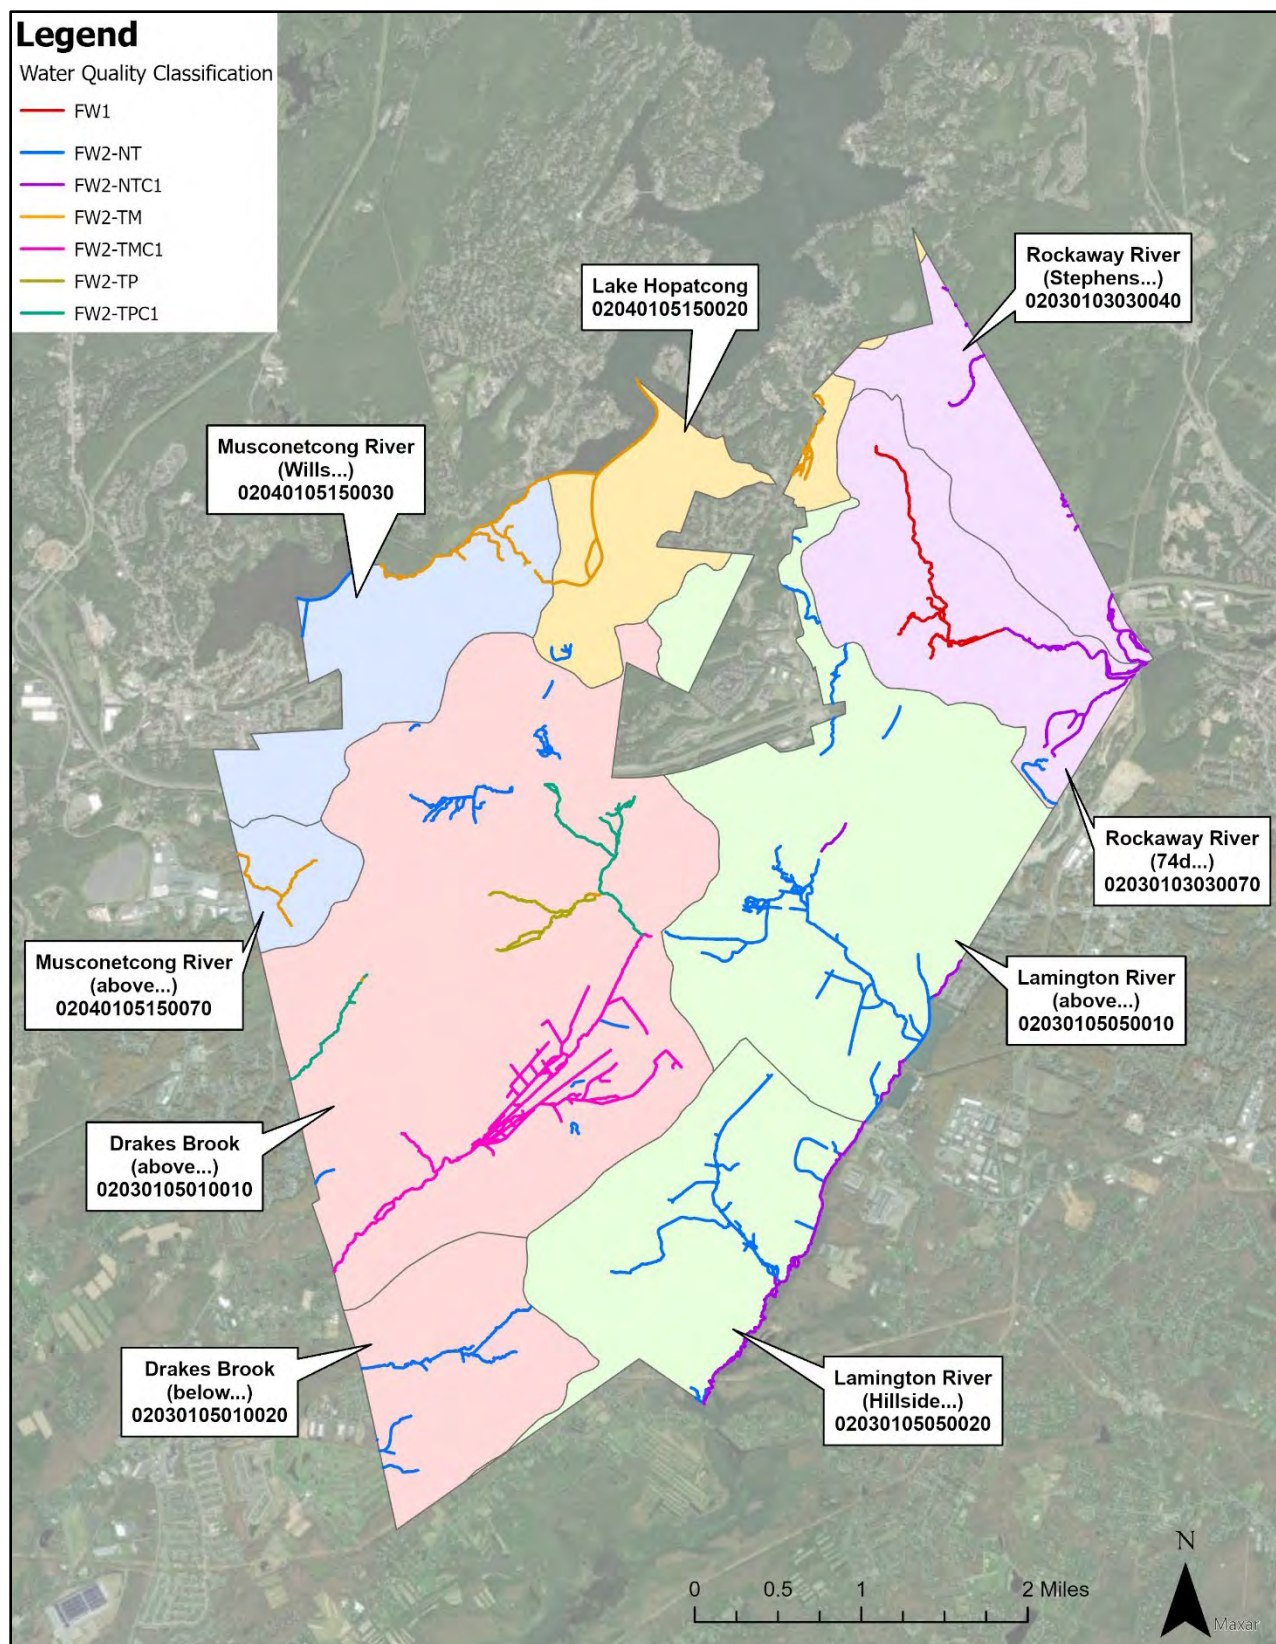 Legend
Water Quality Classification
FW1
FW2-NT
FW2-NTC1
FW2-TM
FW2-TMC1
FW2-TP
FW2-TPC1
Rockaway River
(Stephens...)
02030103030040
Lake Hopatcong
02040105150020
Musconetcong River
(Wills...)
02040105150030
Rockaway River
(74d...)
02030103030070
Musconetcong River
(above...)
02040105150070
Lamington River
(above...)
02030105050010
Drakes Brook
(above...)
02030105010010
Drakes Brook
(below...)
02030105010020
Lamington River
(Hillside...)
02030105050020
N
0 0.5 1 2 Miles
Maxar